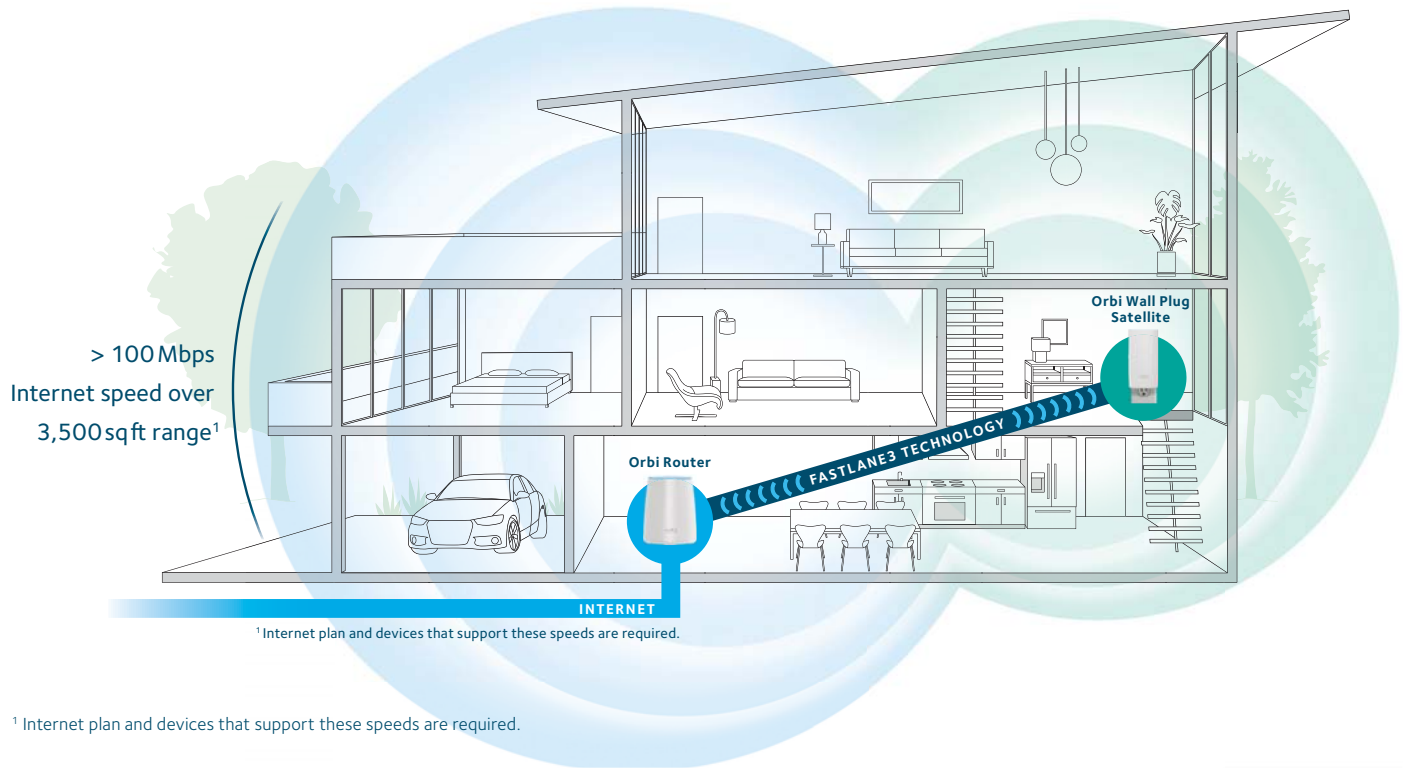 Orbi Wall Plug
Satellite
> 100 Mbps
Internet speed over
3,500 sq ft range¹
FASTLANE3 TECHNOLOGY
Orbi Router
INTERNET
¹ Internet plan and devices that support these speeds are required.
¹ Internet plan and devices that support these speeds are required.